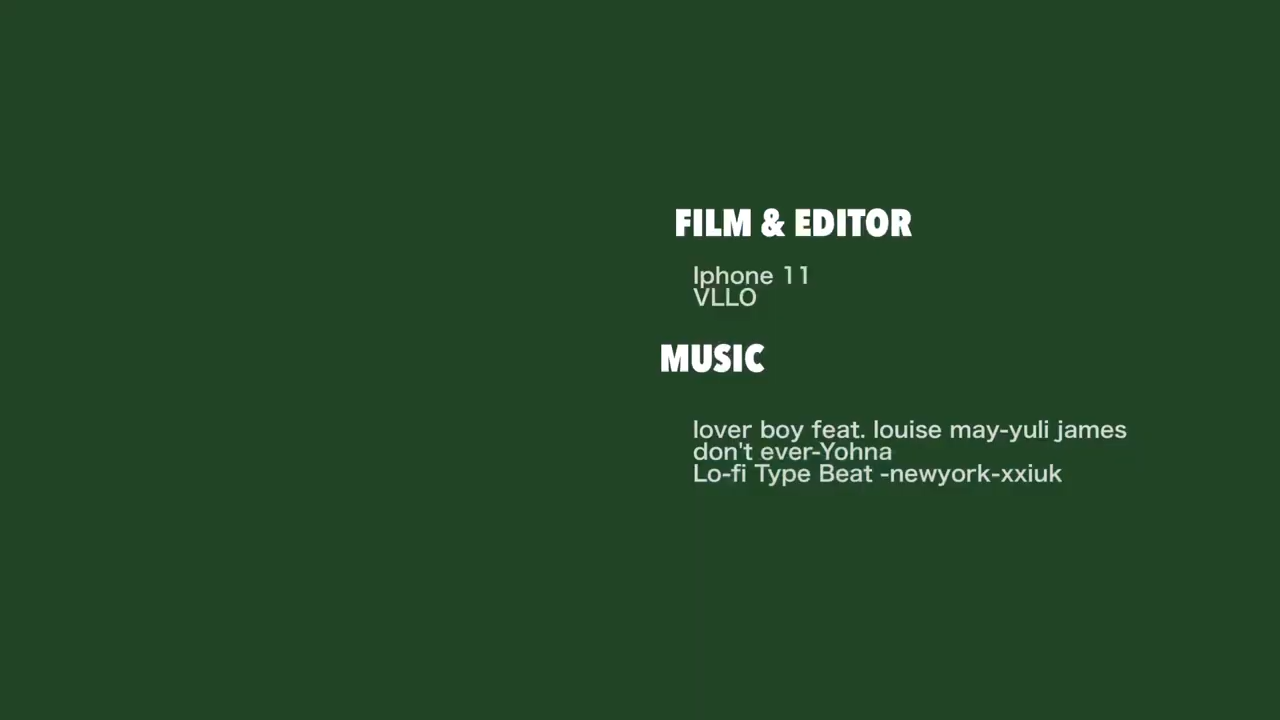 FILM & EDITOR
Iphone 11
VLLO
MUSIC
lover boy feat. louise may-yuli james
don't ever-Yohna
Lo-fi Type Beat -newyork-xxiuk